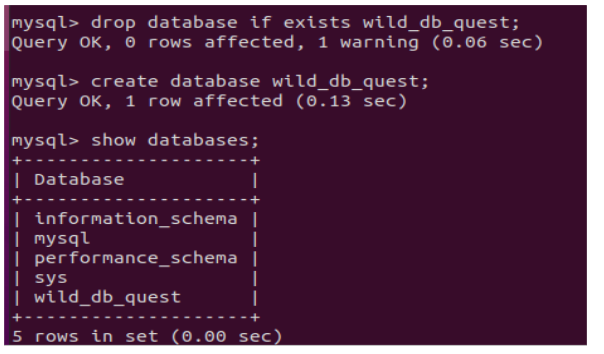 mysql> drop database if exists wild_db_quest;
Query OK, 0 rows affected, 1 warning (0.06 sec)
mysql> create database wild_db_quest;
Query OK, 1 row affected (0.13 sec)
mysql> show databases;
+--------------------+
| Database           |
+--------------------+
| information_schema |
| mysql              |
| performance_schema |
| sys                |
| wild_db_quest      |
+--------------------+
5 rows in set (0.00 sec)